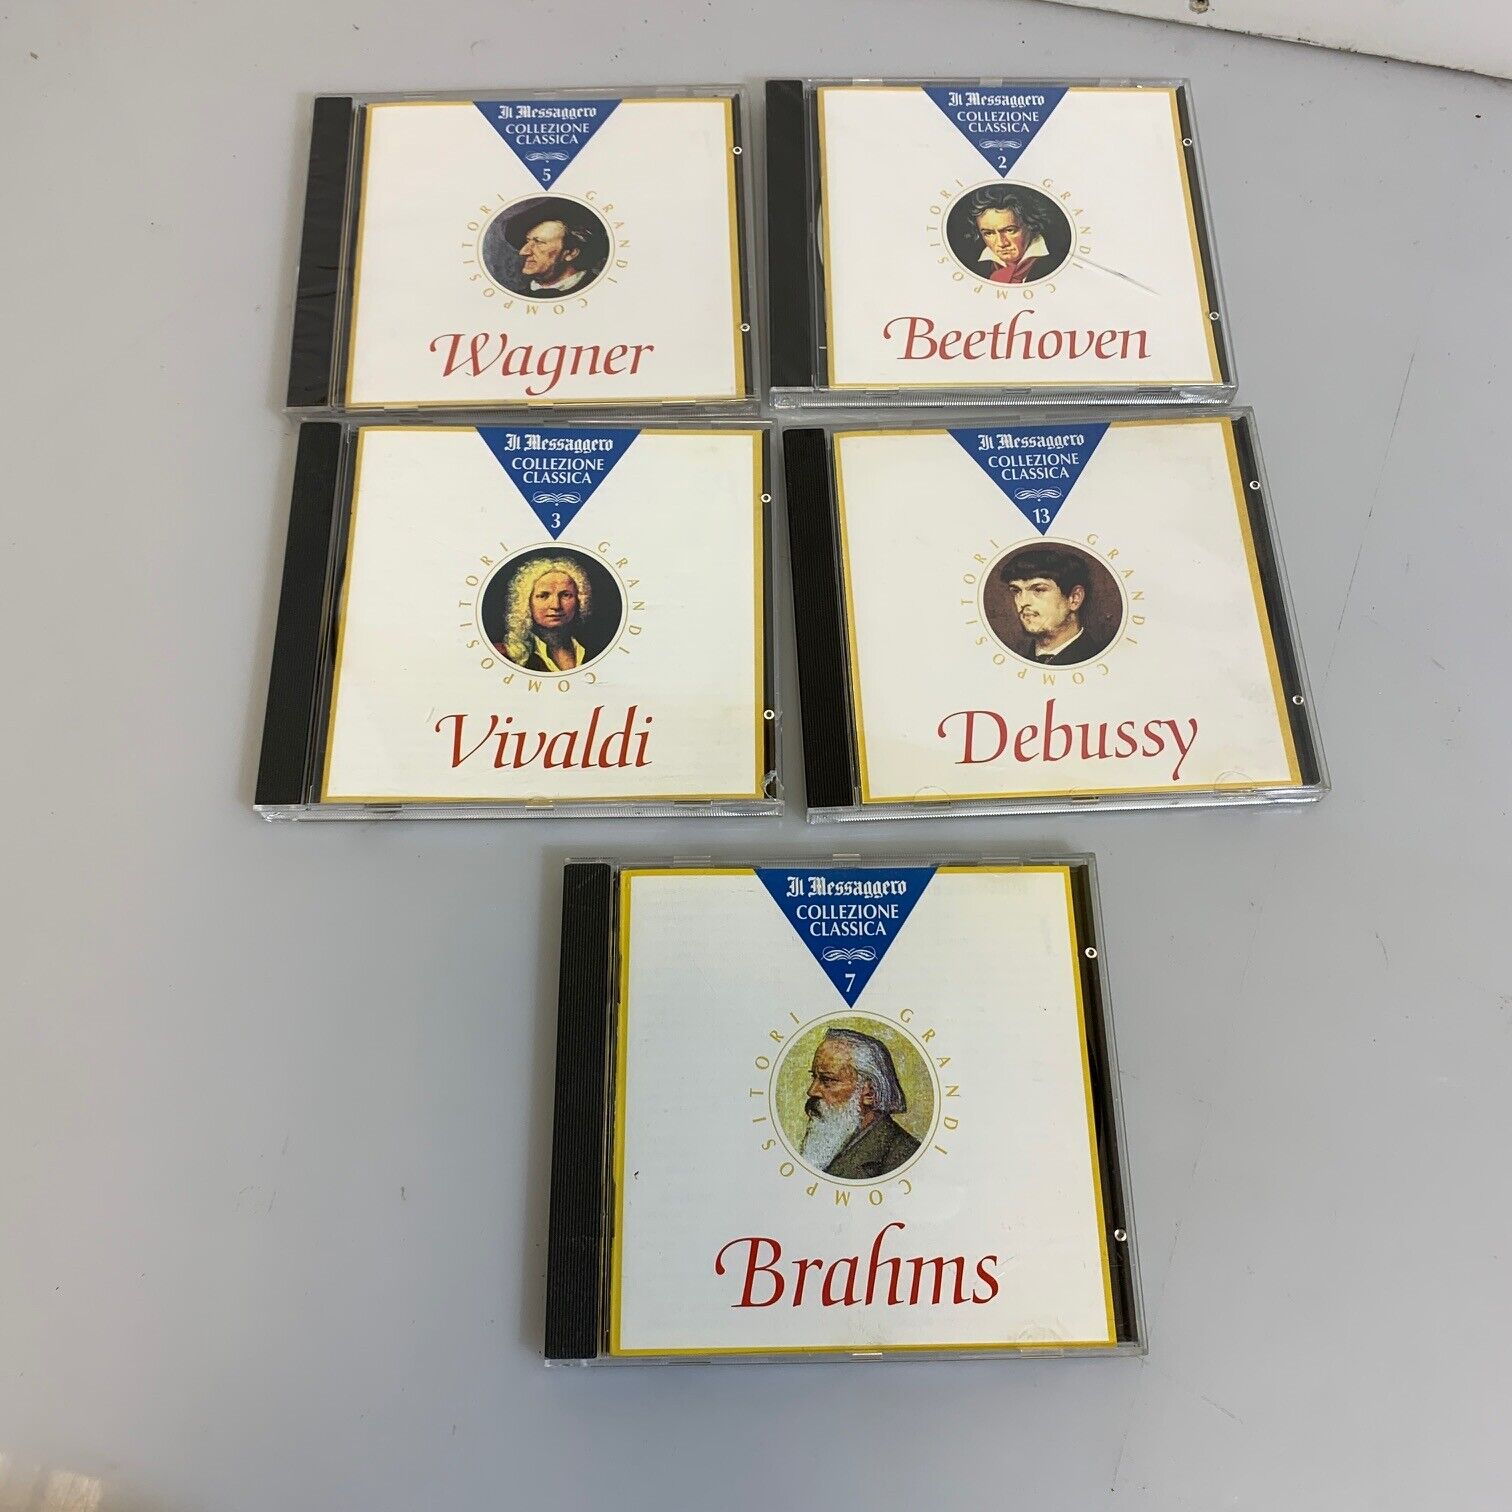 Il Messaggero
COLLEZIONE
CLASSICA
5
GRANDI COMPOSITORI
Wagner
Il Messaggero
COLLEZIONE
CLASSICA
2
GRANDI COMPOSITORI
Beethoven
Il Messaggero
COLLEZIONE
CLASSICA
3
GRANDI COMPOSITORI
Vivaldi
Il Messaggero
COLLEZIONE
CLASSICA
13
GRANDI COMPOSITORI
Debussy
Il Messaggero
COLLEZIONE
CLASSICA
7
GRANDI COMPOSITORI
Brahms